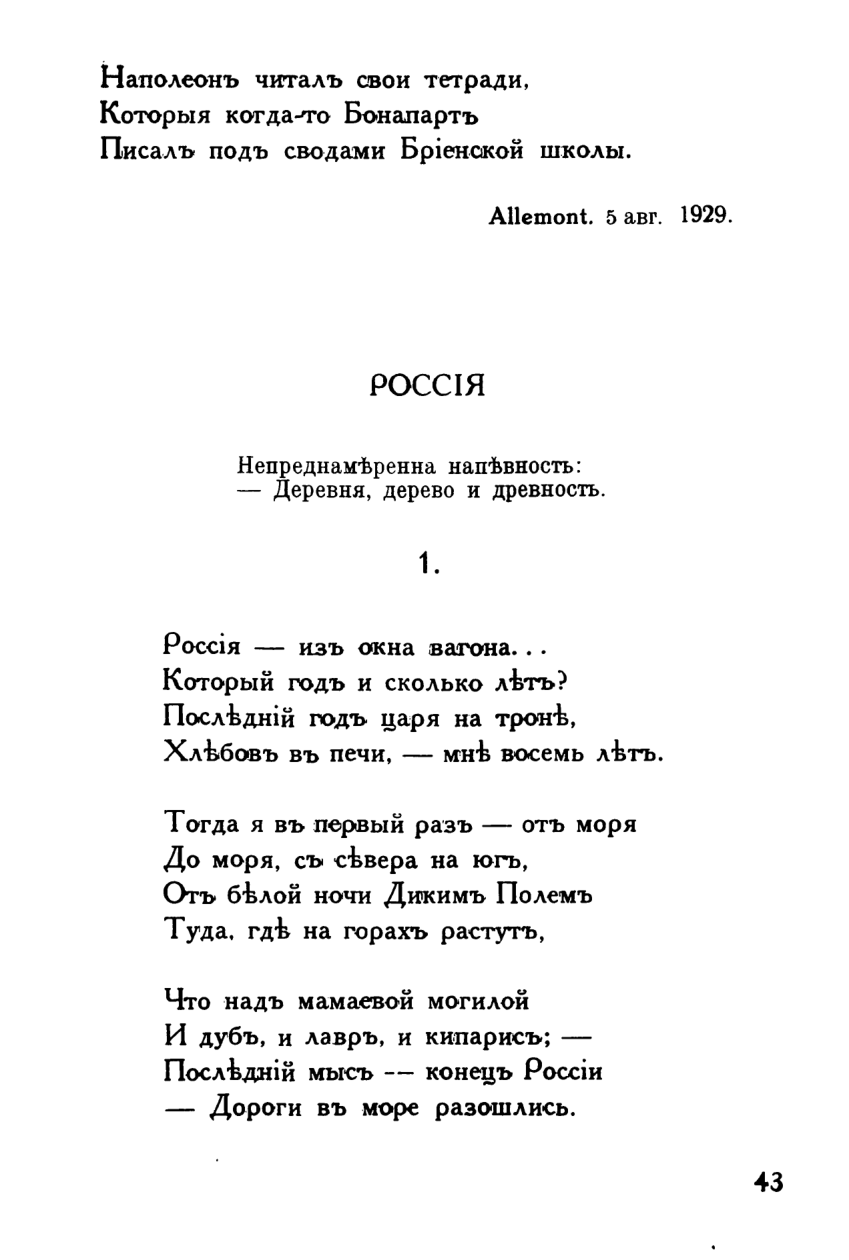 Наполеонъ читалъ свои тетради,
Которыя когда-то Бонапартъ
Писалъ подъ сводами Бріенской школы.
Allemont. 5 авг. 1929.
РОССІЯ
Непреднамѣренна напѣвность:
— Деревня, дерево и древность.
1.
Россія — изъ окна вагона...
Который годъ и сколько лѣтъ?
Послѣдній годъ царя на тронѣ,
Хлѣбовъ въ печи, — мнѣ восемь лѣтъ.
Тогда я въ первый разъ — отъ моря
До моря, съ сѣвера на югъ,
Отъ бѣлой ночи Дикимъ Полемъ
Туда, гдѣ на горахъ растутъ,
Что надъ мамаевой могилой
И дубъ, и лавръ, и кипарисъ; —
Послѣдній мысъ — конецъ Россіи
— Дороги въ море разошлись.
43